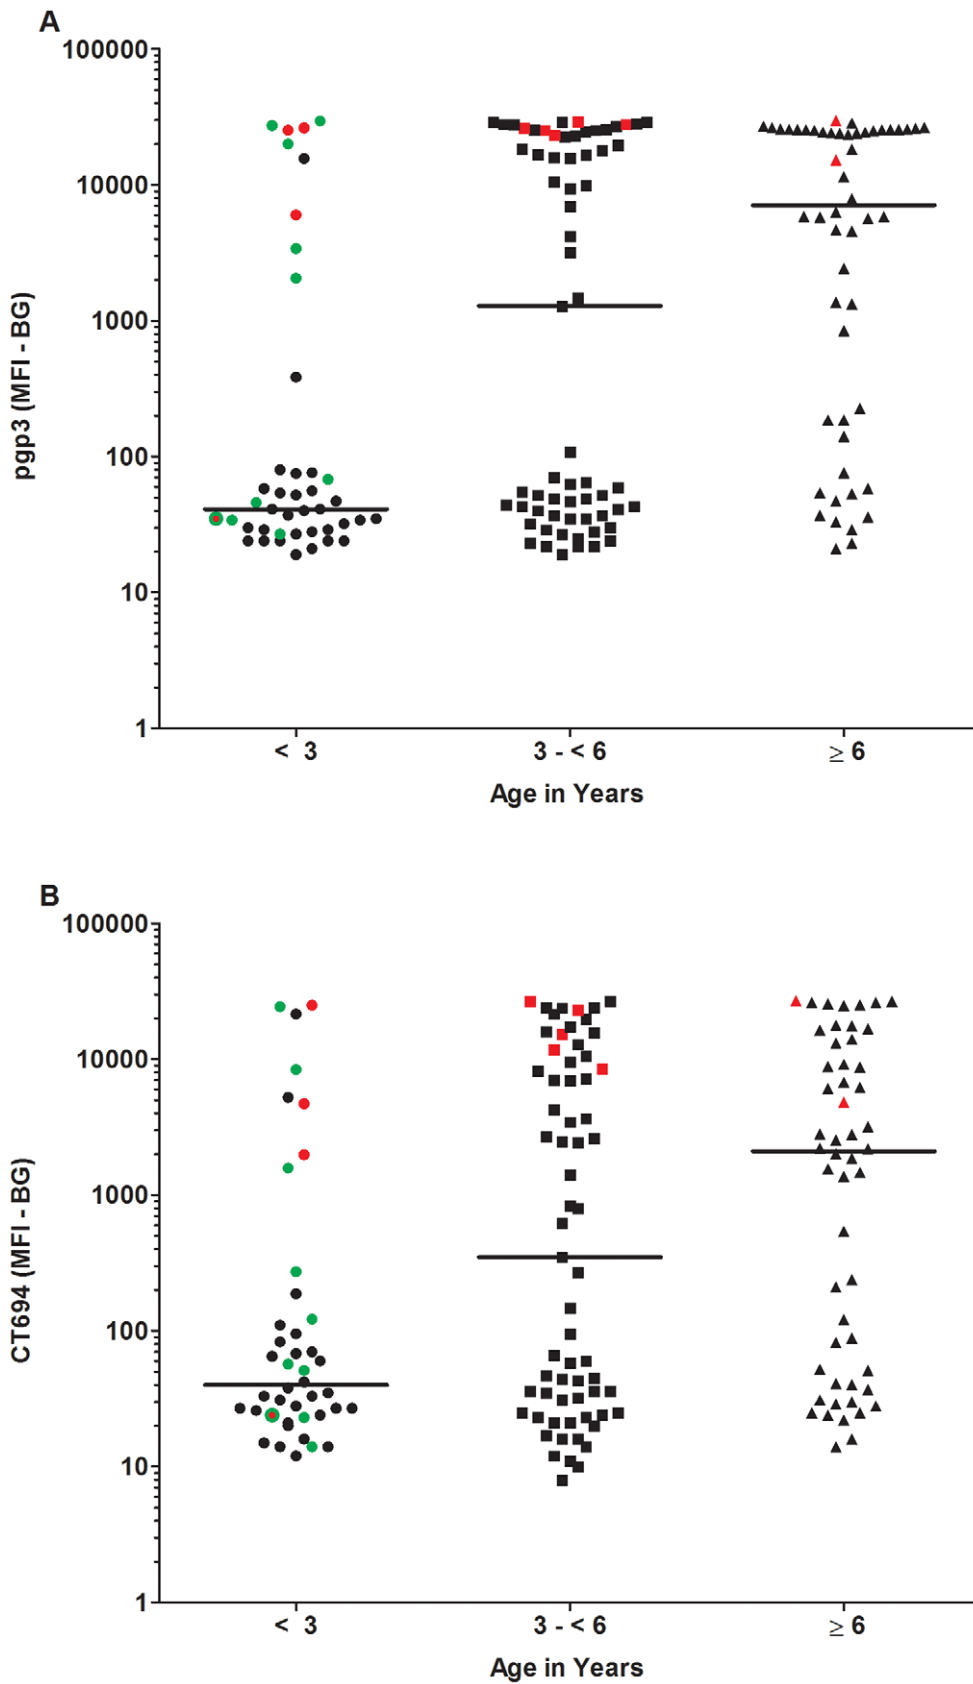 A
100000
10000
1000
100
10
1
pgp3 (MFI - BG)
< 3
3 - < 6
≥ 6
Age in Years
B
100000
10000
1000
100
10
1
CT694 (MFI - BG)
< 3
3 - < 6
≥ 6
Age in Years